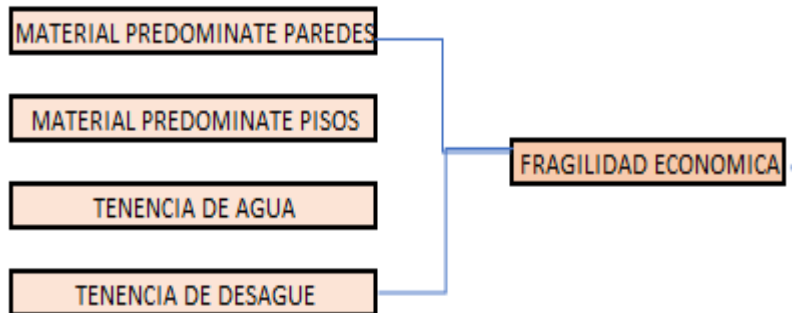 MATERIAL PREDOMINATE PAREDES
MATERIAL PREDOMINATE PISOS
TENENCIA DE AGUA
TENENCIA DE DESAGUE
FRAGILIDAD ECONOMICA